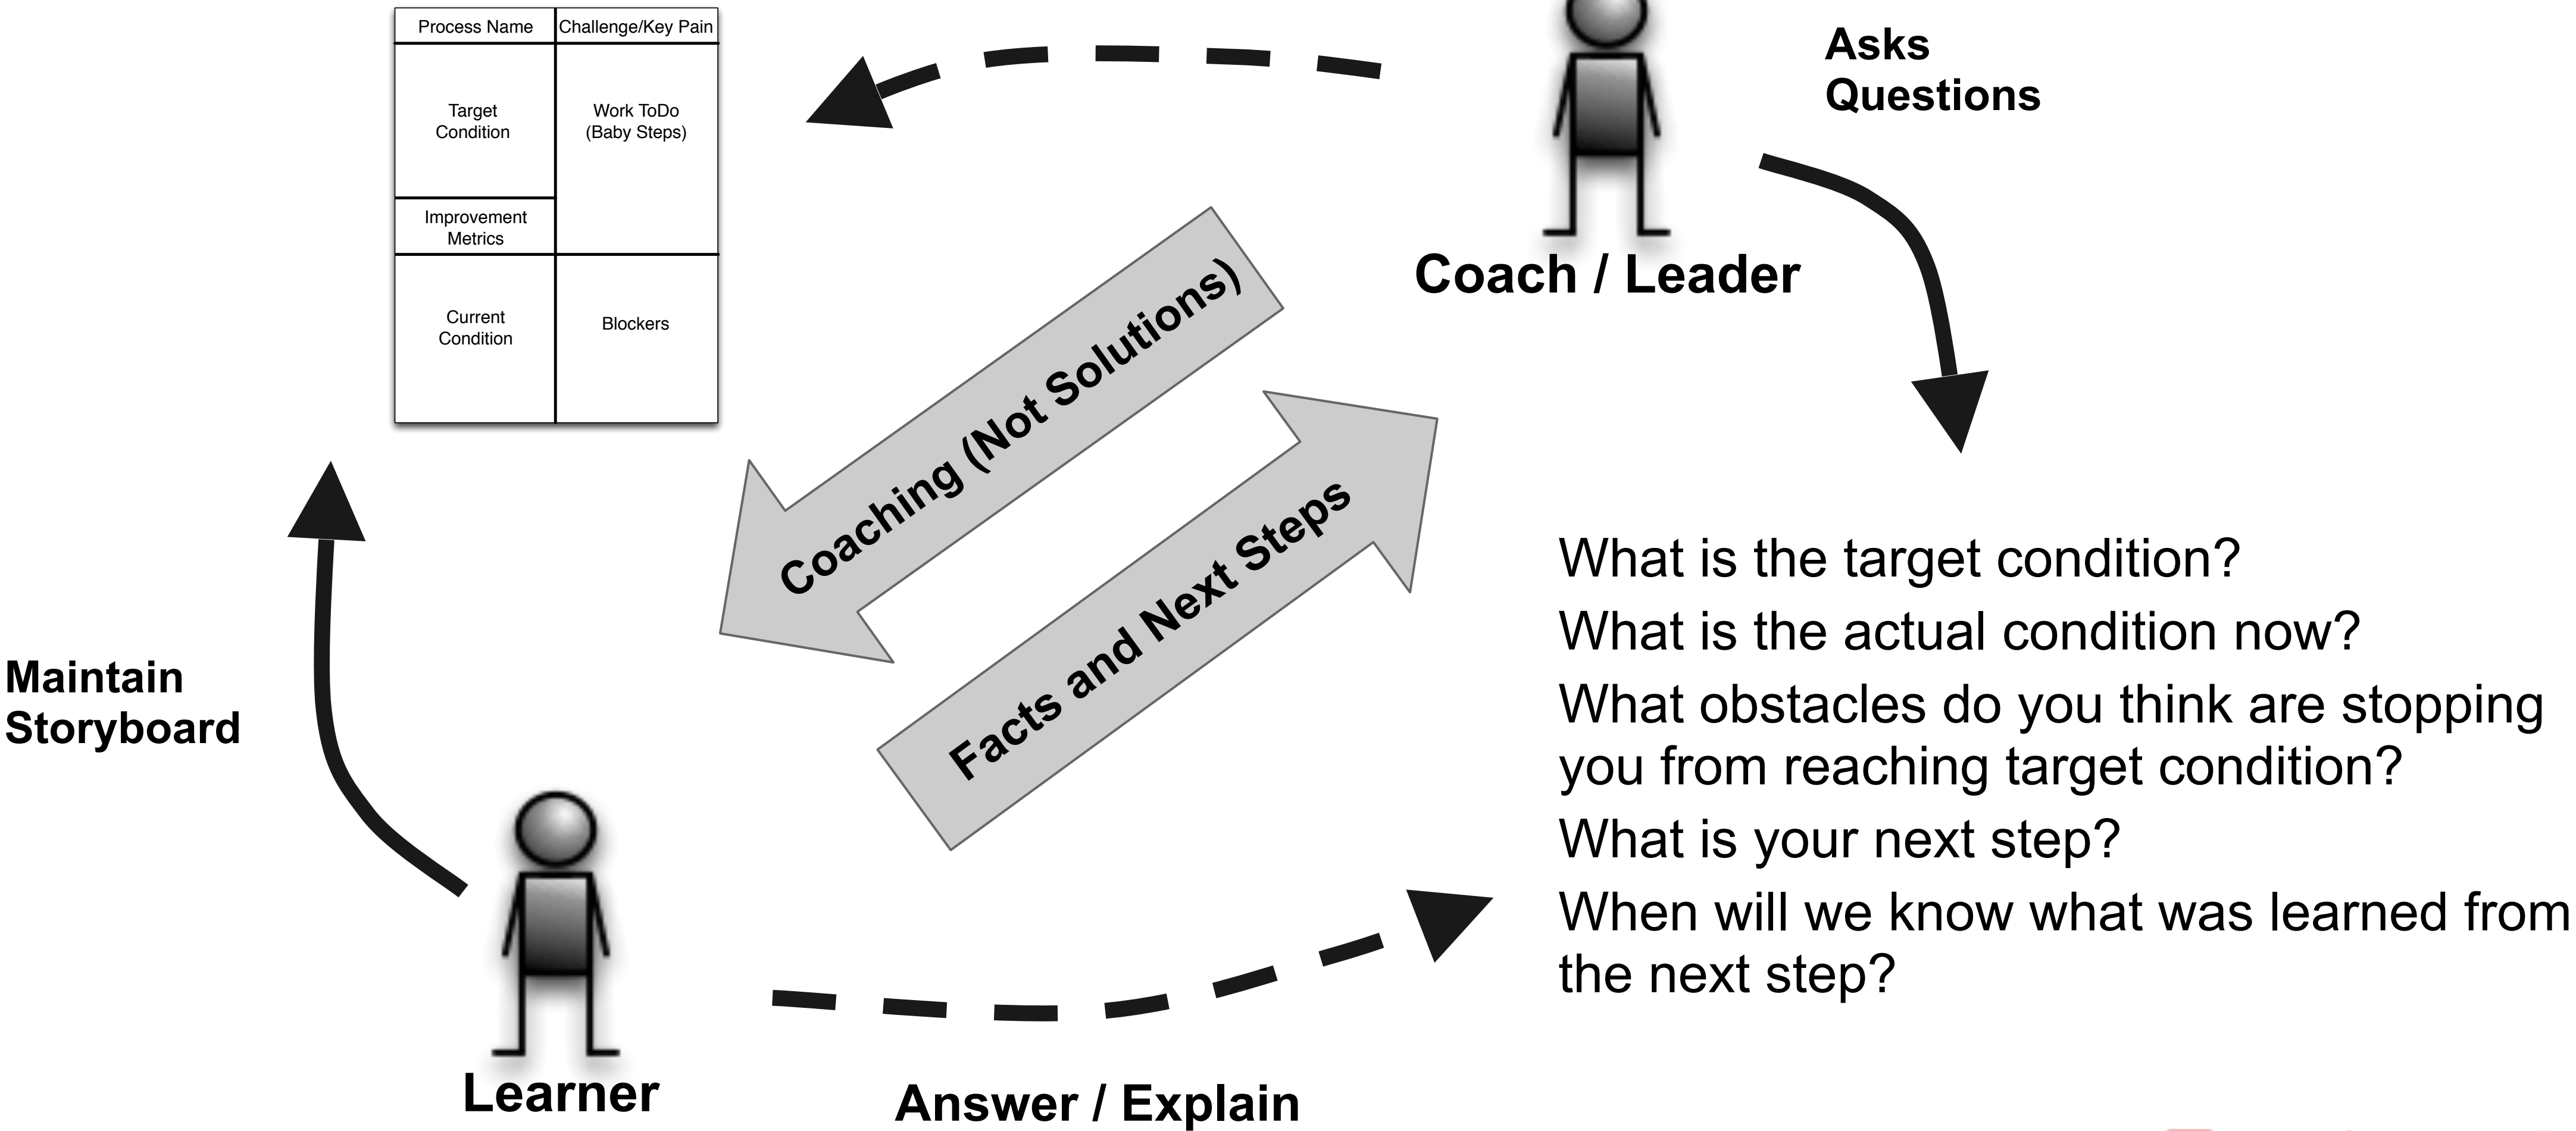 Process Name
Challenge/Key Pain
Target
Condition
Work ToDo
(Baby Steps)
Improvement
Metrics
Current
Condition
Blockers
Asks
Questions
Coach / Leader
Coaching (Not Solutions)
Facts and Next Steps
What is the target condition?
What is the actual condition now?
What obstacles do you think are stopping
you from reaching target condition?
What is your next step?
When will we know what was learned from
the next step?
Maintain
Storyboard
Learner
Answer / Explain